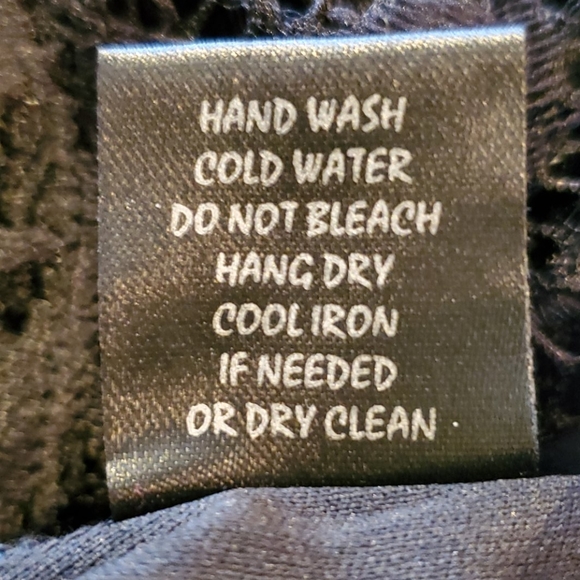 HAND WASH
COLD WATER
DO NOT BLEACH
HANG DRY
COOL IRON
IF NEEDED
OR DRY CLEAN